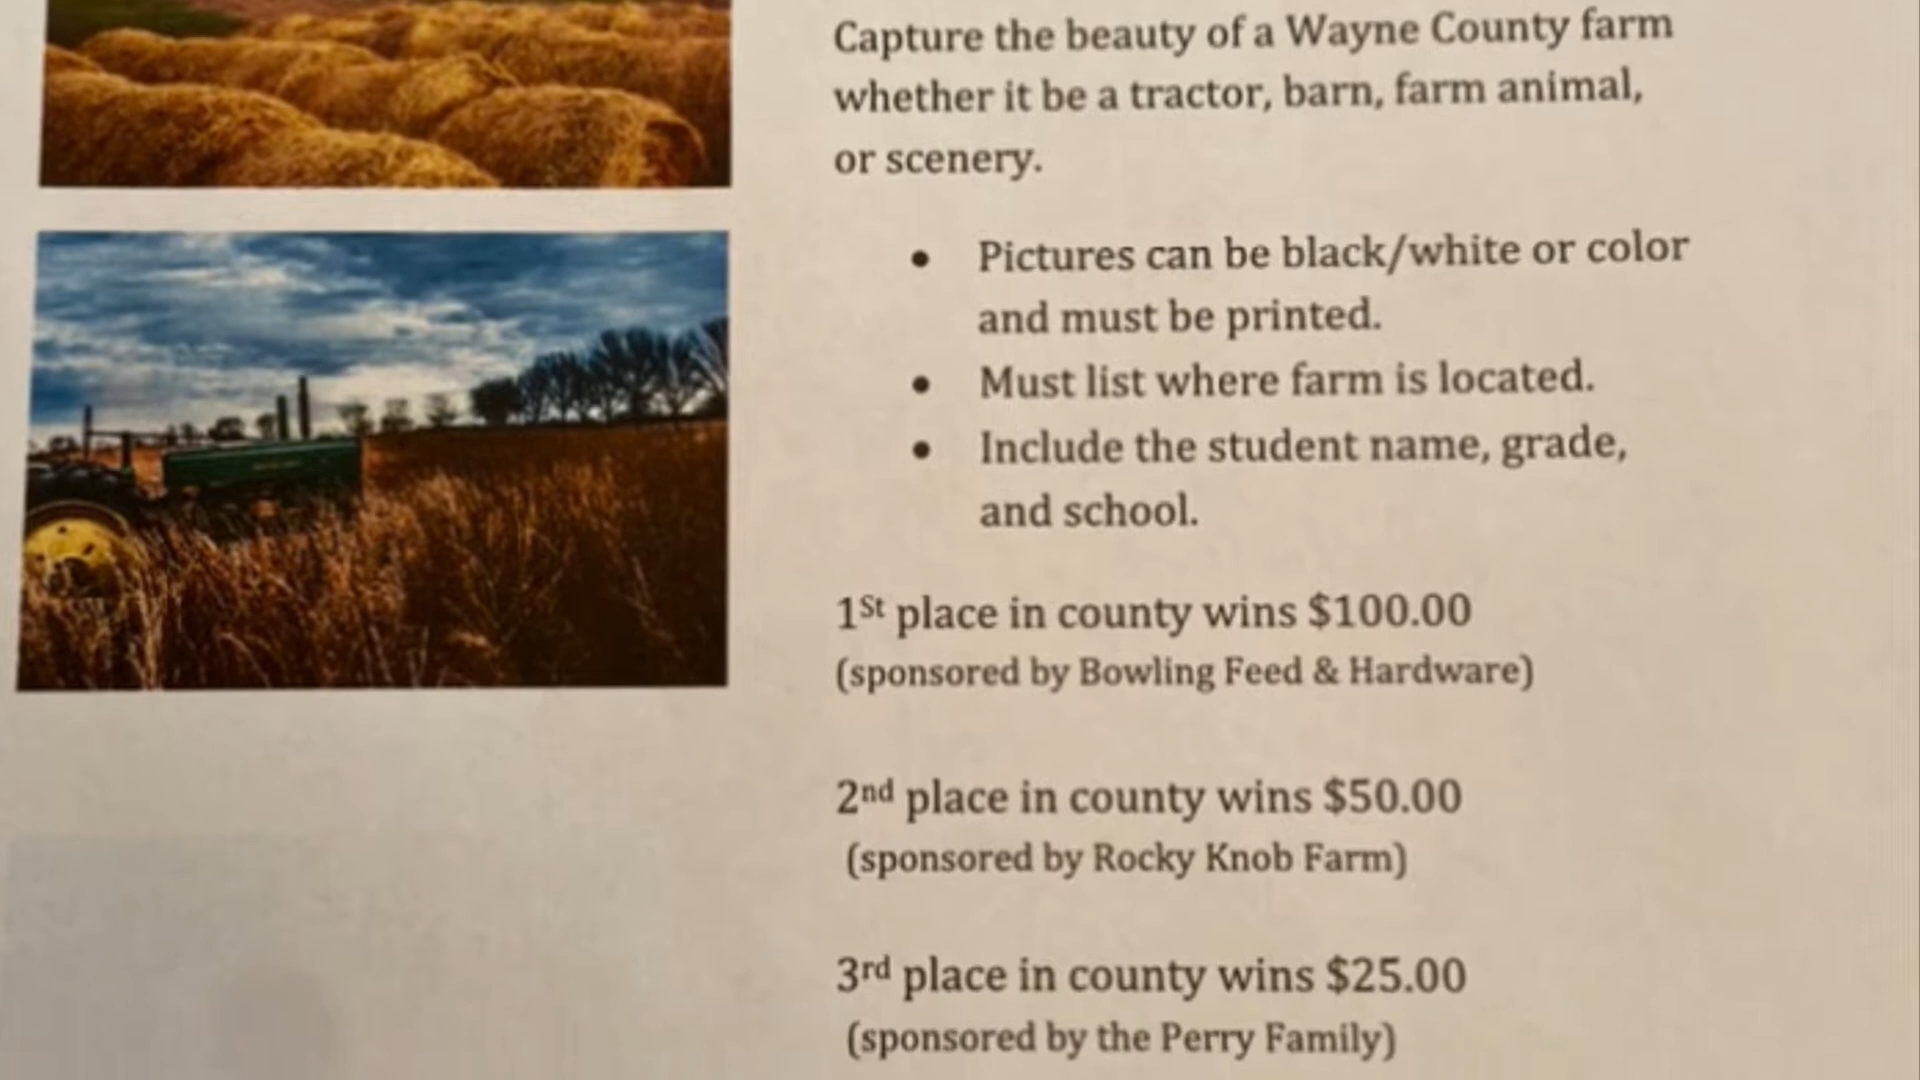 Capture the beauty of a Wayne County farm
whether it be a tractor, barn, farm animal,
or scenery.
• Pictures can be black/white or color
and must be printed.
• Must list where farm is located.
• Include the student name, grade,
and school.
1St place in county wins $100.00
(sponsored by Bowling Feed & Hardware)
2nd place in county wins $50.00
(sponsored by Rocky Knob Farm)
3rd place in county wins $25.00
(sponsored by the Perry Family)